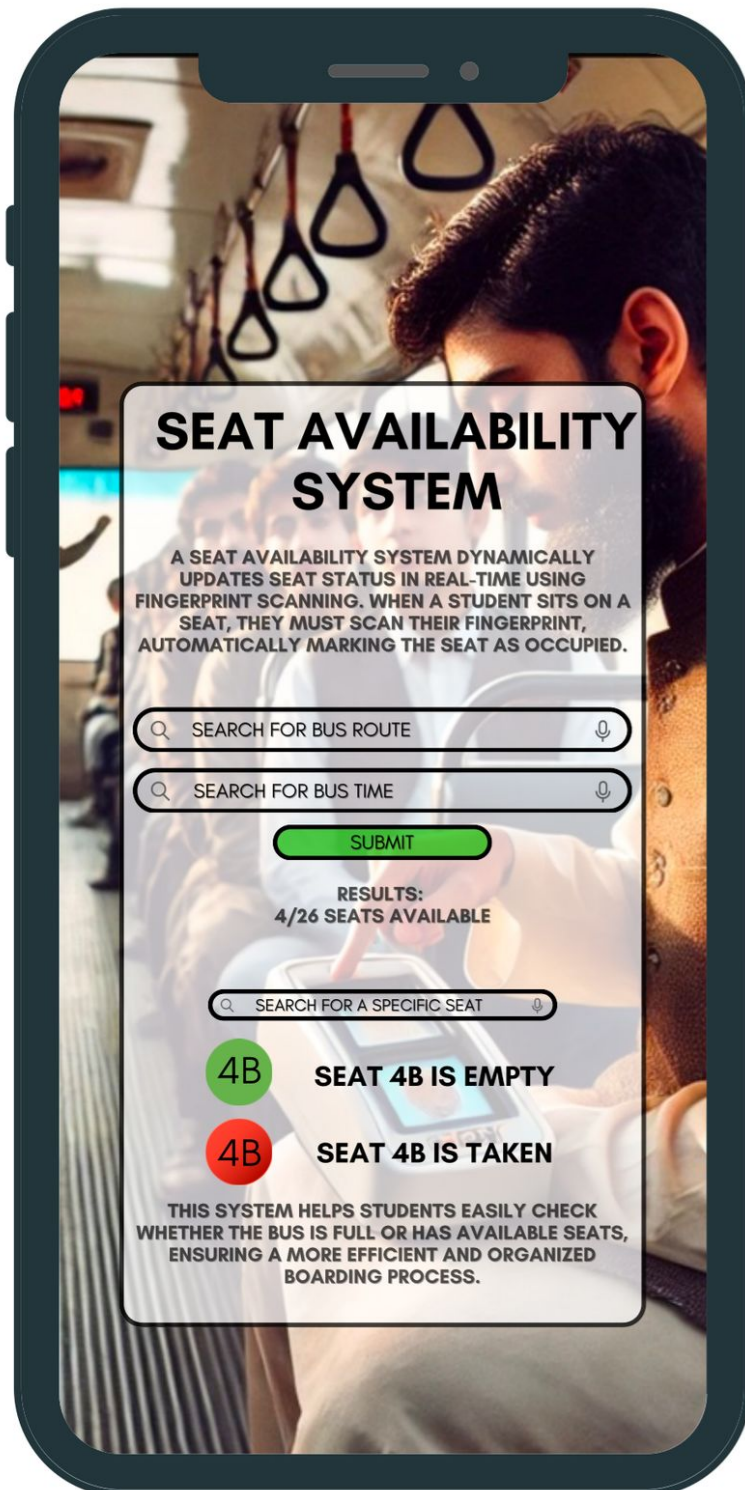 SEAT AVAILABILITY
SYSTEM
A SEAT AVAILABILITY SYSTEM DYNAMICALLY
UPDATES SEAT STATUS IN REAL-TIME USING
FINGERPRINT SCANNING. WHEN A STUDENT SITS ON A
SEAT, THEY MUST SCAN THEIR FINGERPRINT,
AUTOMATICALLY MARKING THE SEAT AS OCCUPIED.
SEARCH FOR BUS ROUTE
SEARCH FOR BUS TIME
SUBMIT
RESULTS:
4/26 SEATS AVAILABLE
SEARCH FOR A SPECIFIC SEAT
4B SEAT 4B IS EMPTY
4B SEAT 4B IS TAKEN
THIS SYSTEM HELPS STUDENTS EASILY CHECK
WHETHER THE BUS IS FULL OR HAS AVAILABLE SEATS,
ENSURING A MORE EFFICIENT AND ORGANIZED
BOARDING PROCESS.